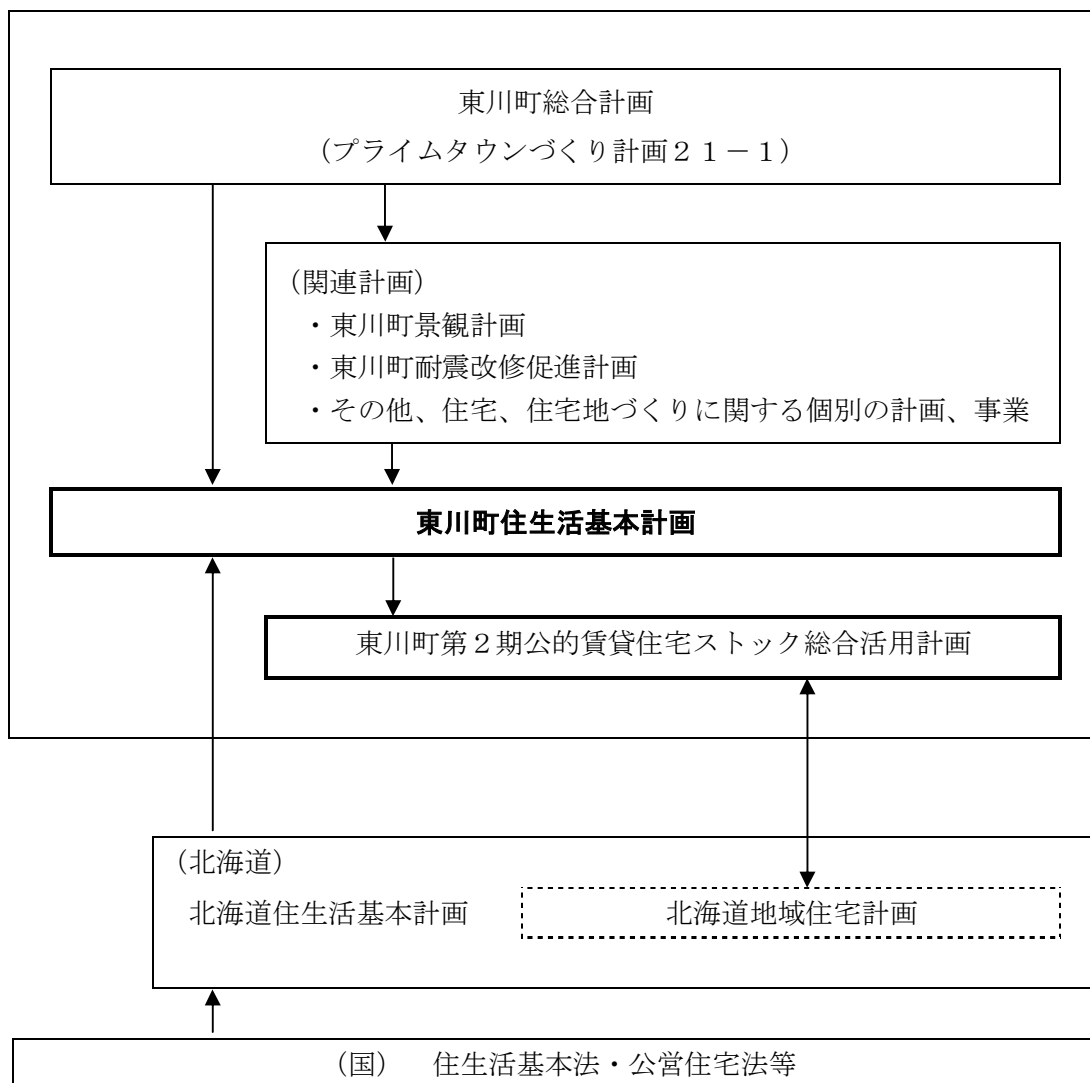 東川町総合計画
（プライムタウンづくり計画２１－１）
（関連計画）
・東川町景観計画
・東川町耐震改修促進計画
・その他、住宅、住宅地づくりに関する個別の計画、事業
東川町住生活基本計画
東川町第２期公的賃貸住宅ストック総合活用計画
（北海道）
北海道住生活基本計画　北海道地域住宅計画
（国）　住生活基本法・公営住宅法等